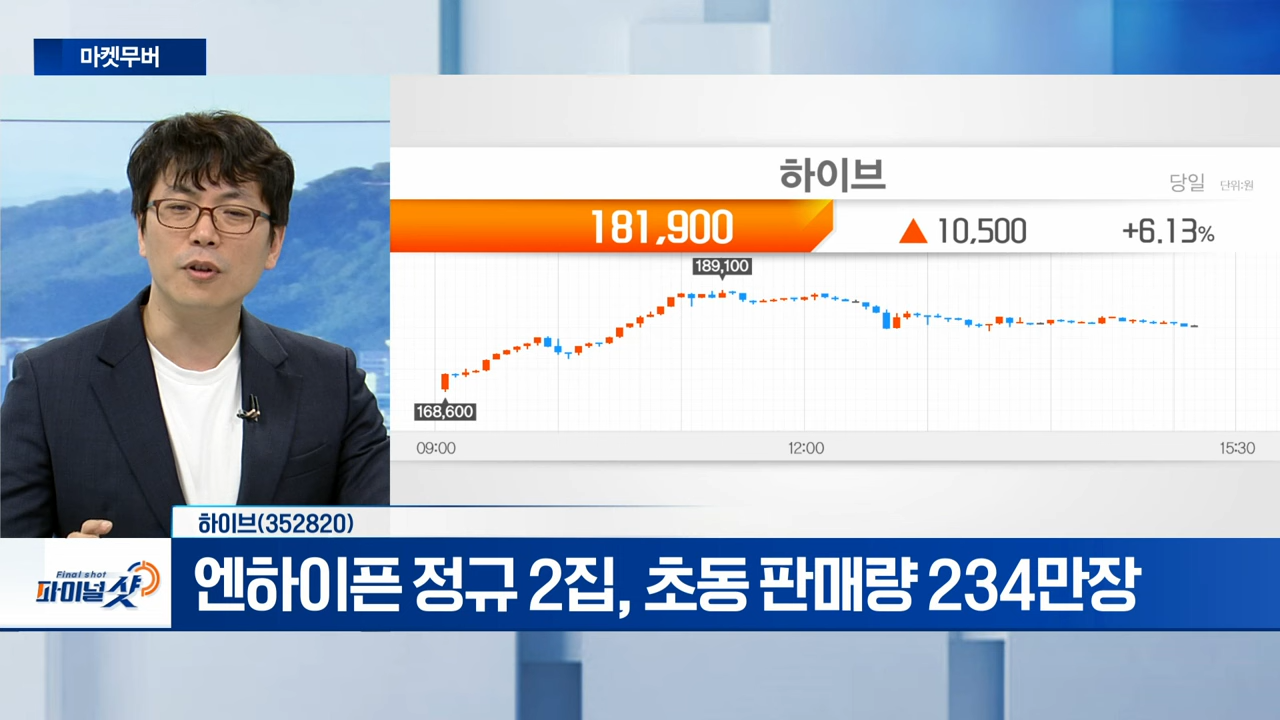 마켓무버
하이브
당일 단위:원
181,900 ▲ 10,500 +6.13%
189,100
168,600
09:00 12:00 15:30
하이브(352820)
Final shot
파이널샷
엔하이픈 정규 2집, 초동 판매량 234만장